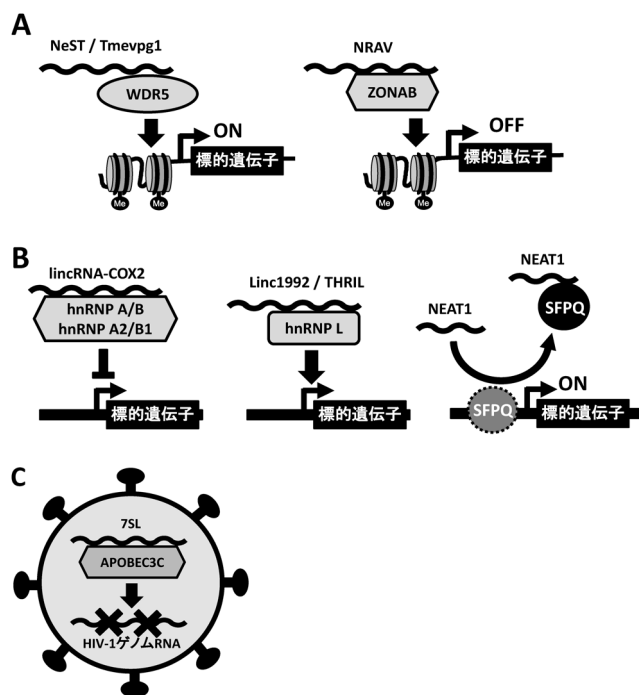 A
NeST / Tmevpg1
WDR5
ON
標的遺伝子
Me
Me
NRAV
ZONAB
OFF
標的遺伝子
Me
Me
B
lincRNA-COX2
hnRNP A/B
hnRNP A2/B1
標的遺伝子
Linc1992 / THRIL
hnRNP L
標的遺伝子
NEAT1
SFPQ
NEAT1
SFPQ
ON
標的遺伝子
C
7SL
APOBEC3C
HIV-1ゲノムRNA